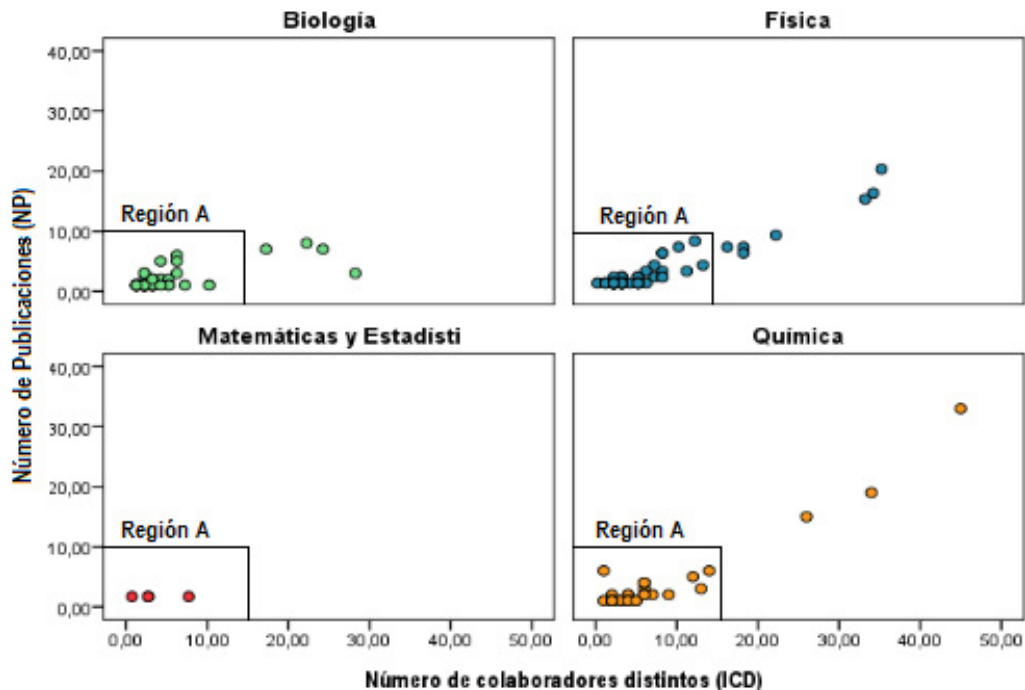 Biología
Física
Número de Publicaciones (NP)
40,00
30,00
20,00
10,00
0,00
Región A
Región A
Matemáticas y Estadísti
Química
40,00
30,00
20,00
10,00
0,00
Región A
Región A
0,00 10,00 20,00 30,00 40,00 50,00
0,00 10,00 20,00 30,00 40,00 50,00
Número de colaboradores distintos (ICD)